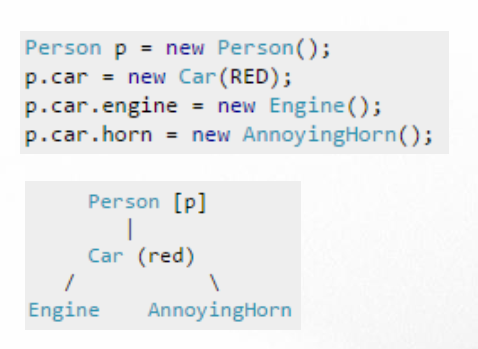 Person p = new Person();
p.car = new Car(RED);
p.car.engine = new Engine();
p.car.horn = new AnnoyingHorn();
Person [p]
|
Car (red)
/ \
Engine AnnoyingHorn